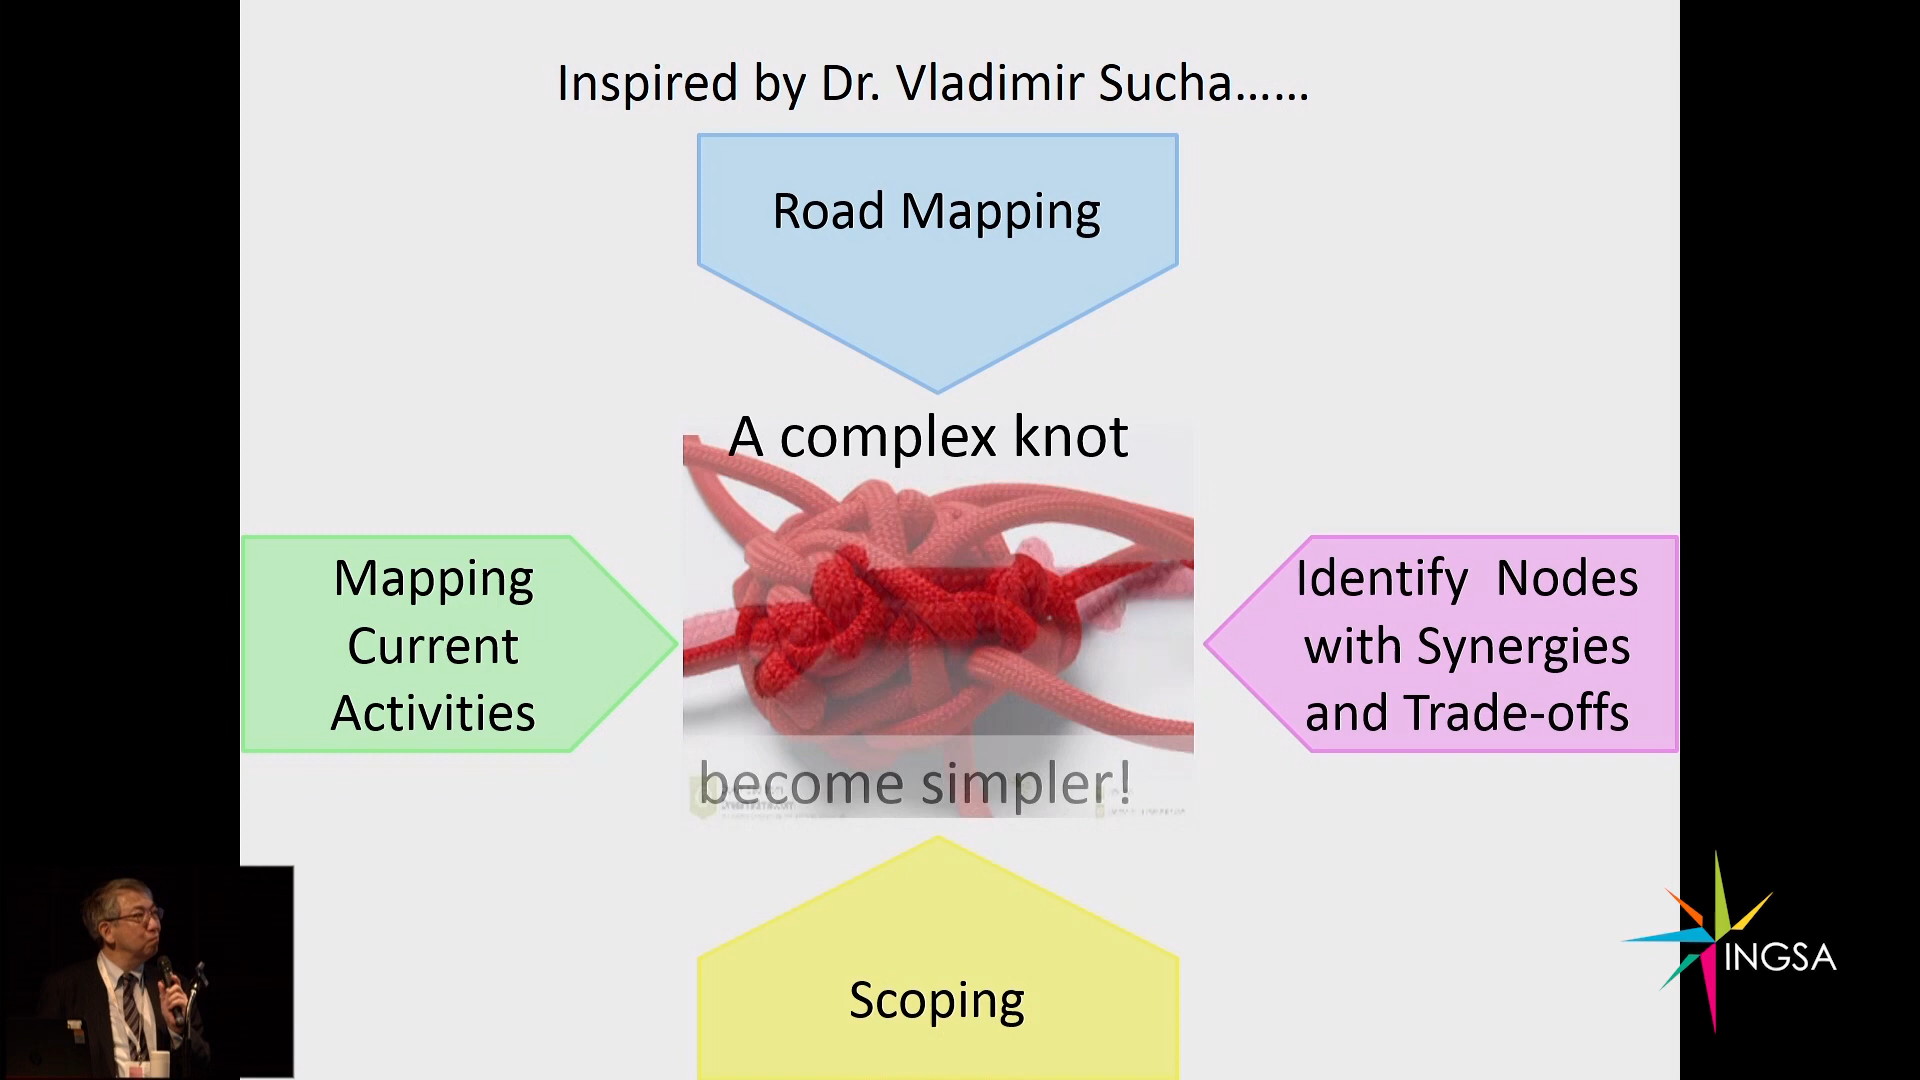 Inspired by Dr. Vladimir Sucha......
Road Mapping
A complex knot
Mapping
Current
Activities
Identify  Nodes
with Synergies
and Trade-offs
become simpler!
Scoping
INGSA